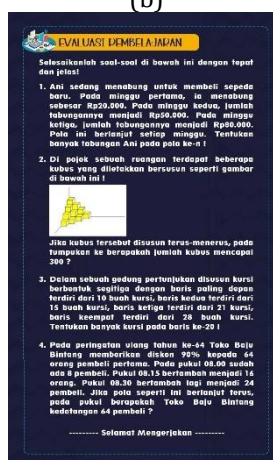 (b)
EVALUASI PEMBELAJARAN
Selesaikanlah soal-soal di bawah ini dengan tepat
dan jelas!
1. Ani sedang menabung untuk membeli sepeda
baru. Pada minggu pertama, ia menabung
sebesar Rp20.000. Pada minggu kedua, jumlah
tabungannya menjadi Rp50.000. Pada minggu
ketiga, jumlah tabungannya menjadi Rp80.000.
Pola ini berlanjut setiap minggu. Tentukan
banyak tabungan Ani pada pola ke-n !
2. Di pojok sebuah ruangan terdapat beberapa
kubus yang diletakkan bersusun seperti gambar
di bawah ini !
Jika kubus tersebut disusun terus-menerus, pada
tumpukan ke berapakah jumlah kubus mencapai
300 ?
3. Dalam sebuah gedung pertunjukan disusun kursi
berbentuk segitiga dengan baris paling depan
terdiri dari 10 buah kursi, baris kedua terdiri dari
15 buah kursi, baris ketiga terdiri dari 21 kursi,
baris keempat terdiri dari 28 buah kursi.
Tentukan banyak kursi pada baris ke-20 !
4. Pada peringatan ulang tahun ke-64 Toko Baju
Bintang memberikan diskon 90% kepada 64
orang pembeli pertama. Pada pukul 08.00 sudah
ada 8 pembeli. Pukul 08.15 bertambah menjadi 16
orang. Pukul 08.30 bertambah lagi menjadi 24
pembeli. Jika pola seperti ini berlanjut terus,
pada pukul berapakah Toko Baju Bintang
kedatangan 64 pembeli ?
--------- Selamat Mengerjakan ---------